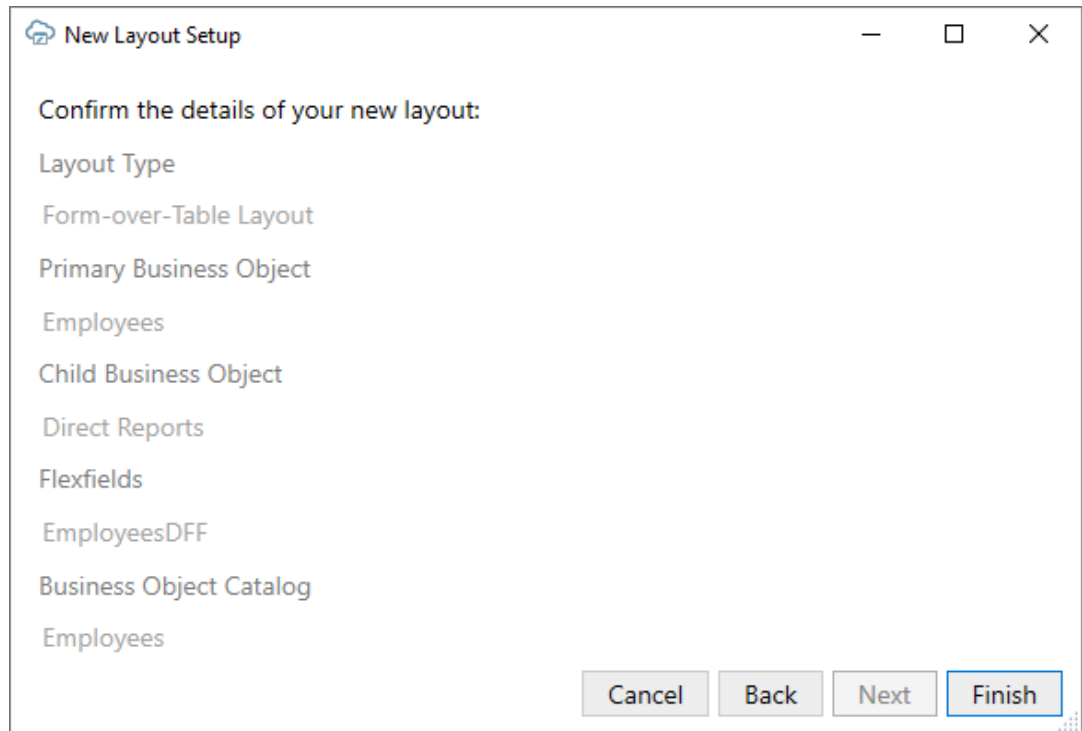 New Layout Setup
Confirm the details of your new layout:
Layout Type
Form-over-Table Layout
Primary Business Object
Employees
Child Business Object
Direct Reports
Flexfields
EmployeesDFF
Business Object Catalog
Employees
Cancel Back Next Finish